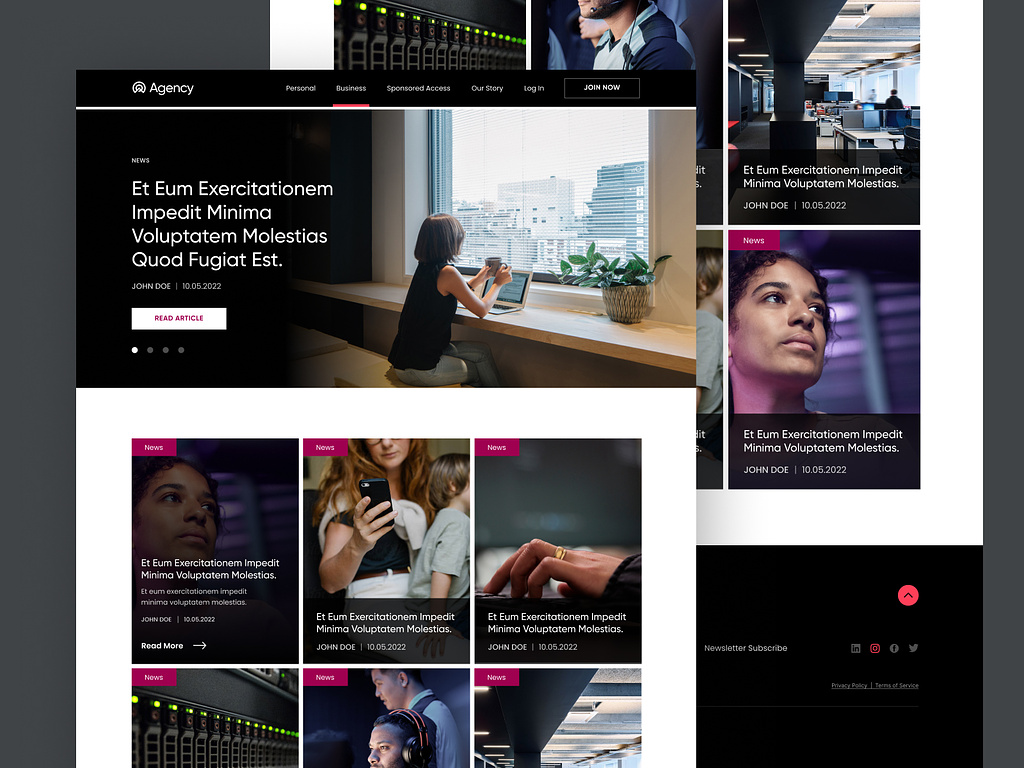 Agency
Personal
Business
Sponsored Access
Our Story
Log In
JOIN NOW
NEWS
Et Eum Exercitationem
Impedit Minima
Voluptatem Molestias
Quod Fugiat Est.
JOHN DOE | 10.05.2022
READ ARTICLE
News
Et Eum Exercitationem Impedit
Minima Voluptatem Molestias.
Et eum exercitationem impedit
minima voluptatem molestias.
JOHN DOE | 10.05.2022
Read More
News
Et Eum Exercitationem Impedit
Minima Voluptatem Molestias.
JOHN DOE | 10.05.2022
News
Et Eum Exercitationem Impedit
Minima Voluptatem Molestias.
JOHN DOE | 10.05.2022
News
News
News
Et Eum Exercitationem Impedit
Minima Voluptatem Molestias.
JOHN DOE | 10.05.2022
News
Et Eum Exercitationem Impedit
Minima Voluptatem Molestias.
JOHN DOE | 10.05.2022
Newsletter Subscribe
Privacy Policy | Terms of Service